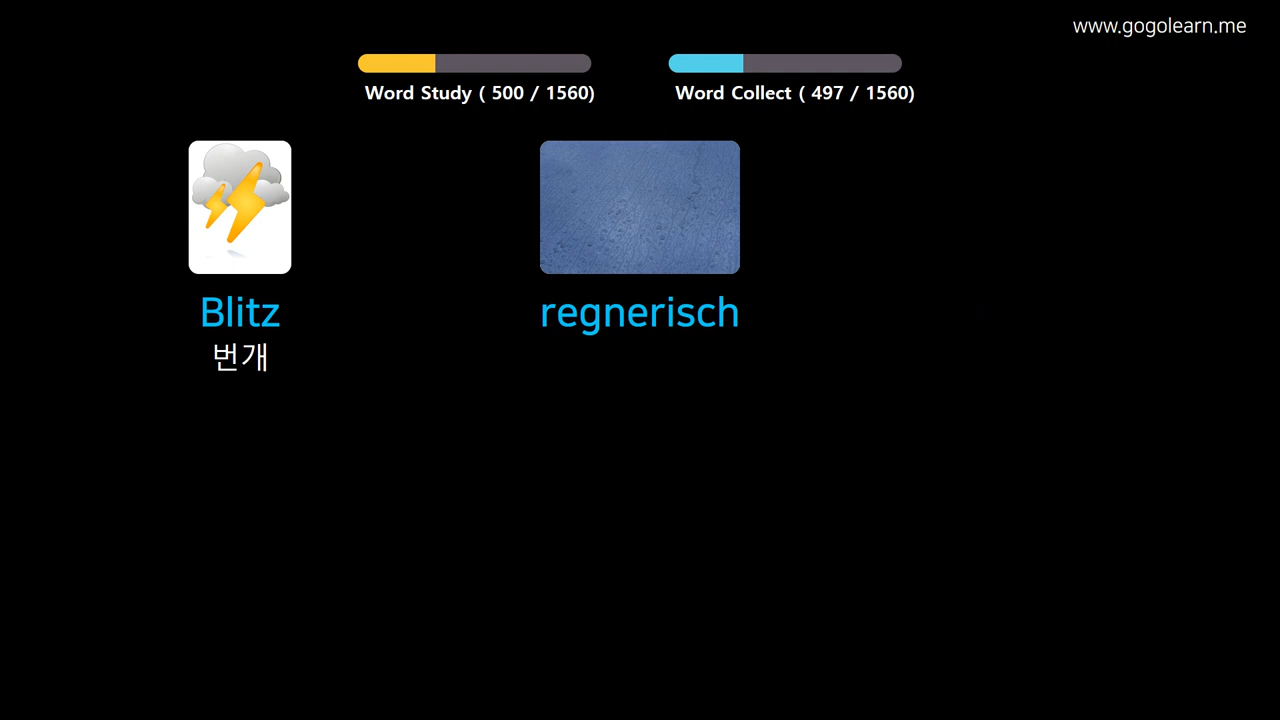 www.gogolearn.me
Word Study ( 500 / 1560)
Word Collect ( 497 / 1560)
Blitz
번개
regnerisch